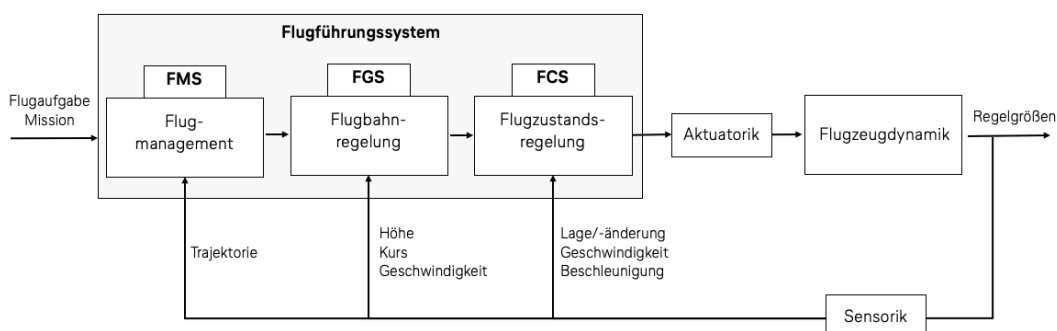 Flugführungssystem
FMS
FGS
FCS
Flugaufgabe
Mission
Flug-
management
Flugbahn-
regelung
Flugzustands-
regelung
Aktuatorik
Flugzeugdynamik
Regelgrößen
Trajektorie
Höhe
Kurs
Geschwindigkeit
Lage/-änderung
Geschwindigkeit
Beschleunigung
Sensorik